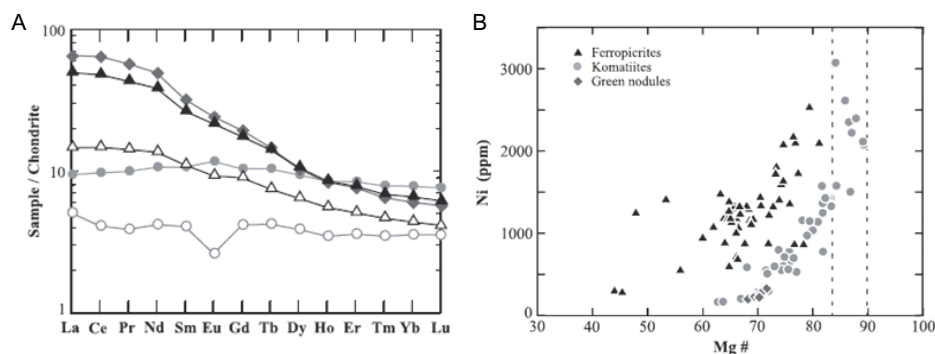 A
100
10
1
Sample / Chondrite
La Ce Pr Nd Sm Eu Gd Tb Dy Ho Er Tm Yb Lu
B
Ferropicrites
Komatiites
Green nodules
3000
2000
1000
0
Ni (ppm)
30 40 50 60 70 80 90 100
Mg #